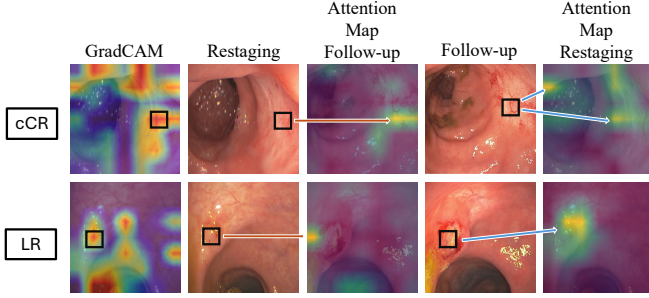 GradCAM
Restaging
Attention
Map
Follow-up
Follow-up
Attention
Map
Restaging
cCR
LR